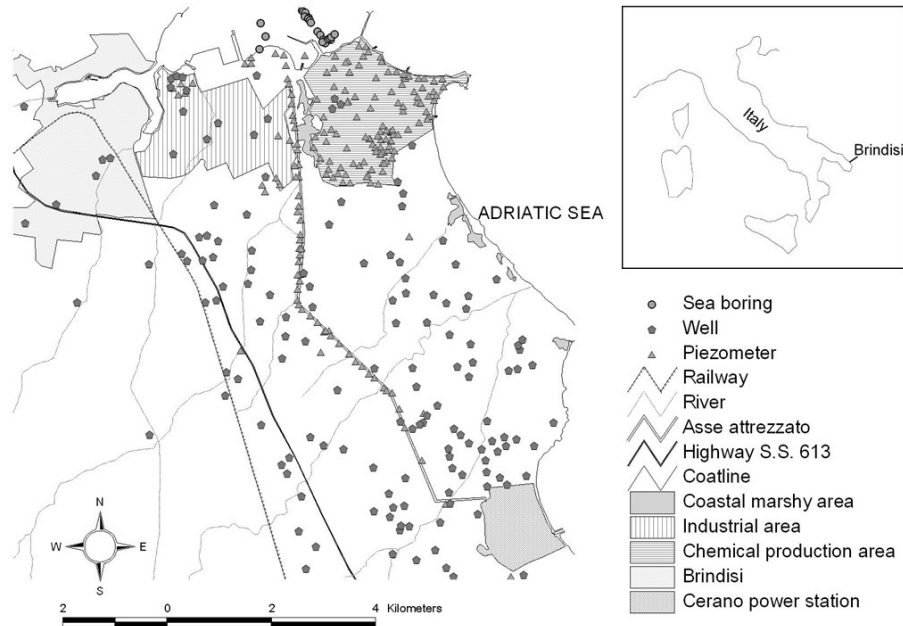 ADRIATIC SEA
Italy
Brindisi
Sea boring
Well
Piezometer
Railway
River
Asse attrezzato
Highway S.S. 613
Coatline
Coastal marshy area
Industrial area
Chemical production area
Brindisi
Cerano power station
N
W E
S
2 0 2 4 Kilometers